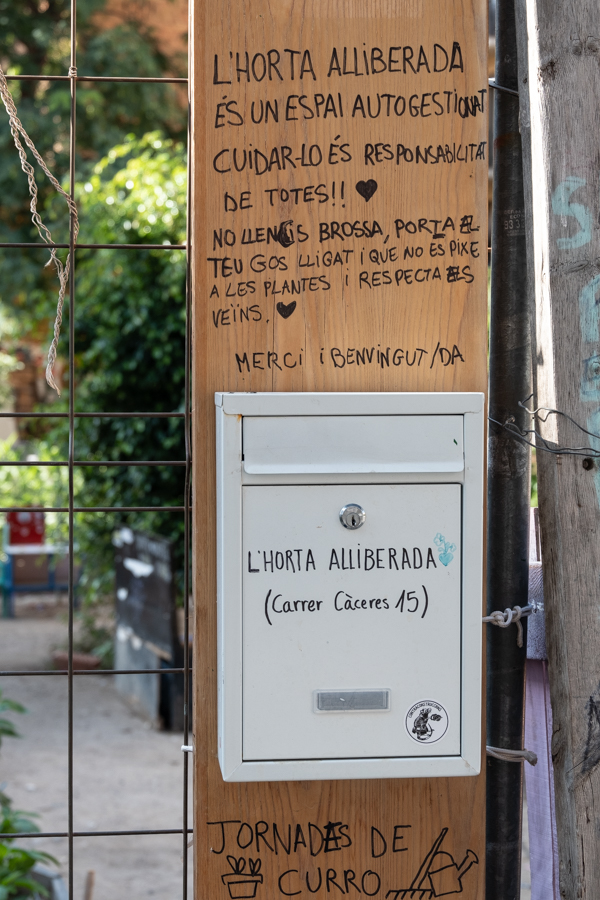 L'HORTA ALLIBERADA
ÉS UN ESPAI AUTOGESTIONAT
CUIDAR-LO ÉS RESPONSABILITAT
DE TOTES!! ♥
NO LLENCIS BROSSA, PORTA EL
TEU GOS LLIGAT i QUE NO ES PIXE
A LES PLANTES i RESPECTA ES
VEÏNS. ♥
MERCI i BENVINGUT/DA
L'HORTA ALLIBERADA
(Carrer Càceres 15)
JORNADES DE
CURRO